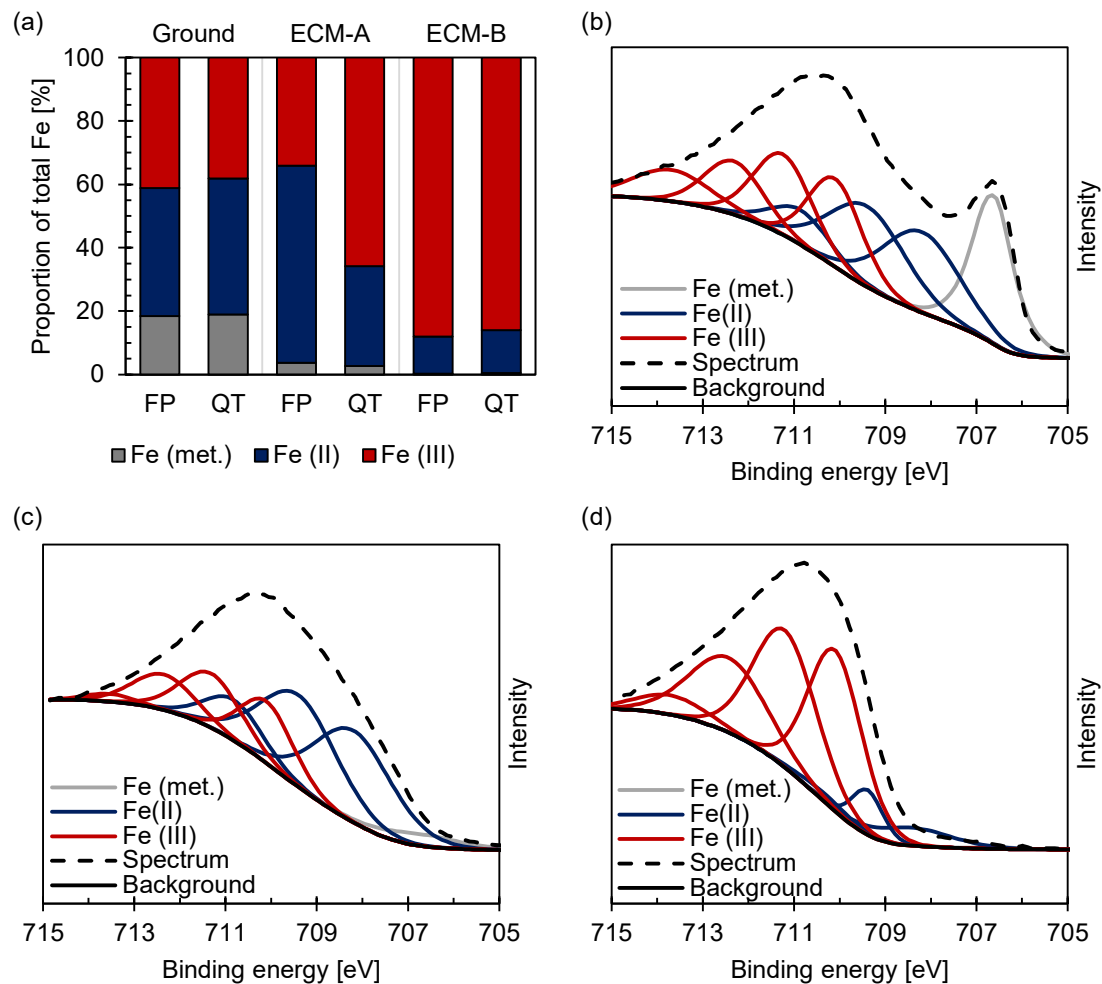 (a)
Ground ECM-A ECM-B
100
80
60
40
20
0
Proportion of total Fe [%]
FP QT FP QT FP QT
Fe (met.) Fe (II) Fe (III)
(b)
Intensity
Fe (met.)
Fe(II)
Fe (III)
Spectrum
Background
715 713 711 709 707 705
Binding energy [eV]
(c)
Intensity
Fe (met.)
Fe(II)
Fe (III)
Spectrum
Background
715 713 711 709 707 705
Binding energy [eV]
(d)
Intensity
Fe (met.)
Fe(II)
Fe (III)
Spectrum
Background
715 713 711 709 707 705
Binding energy [eV]